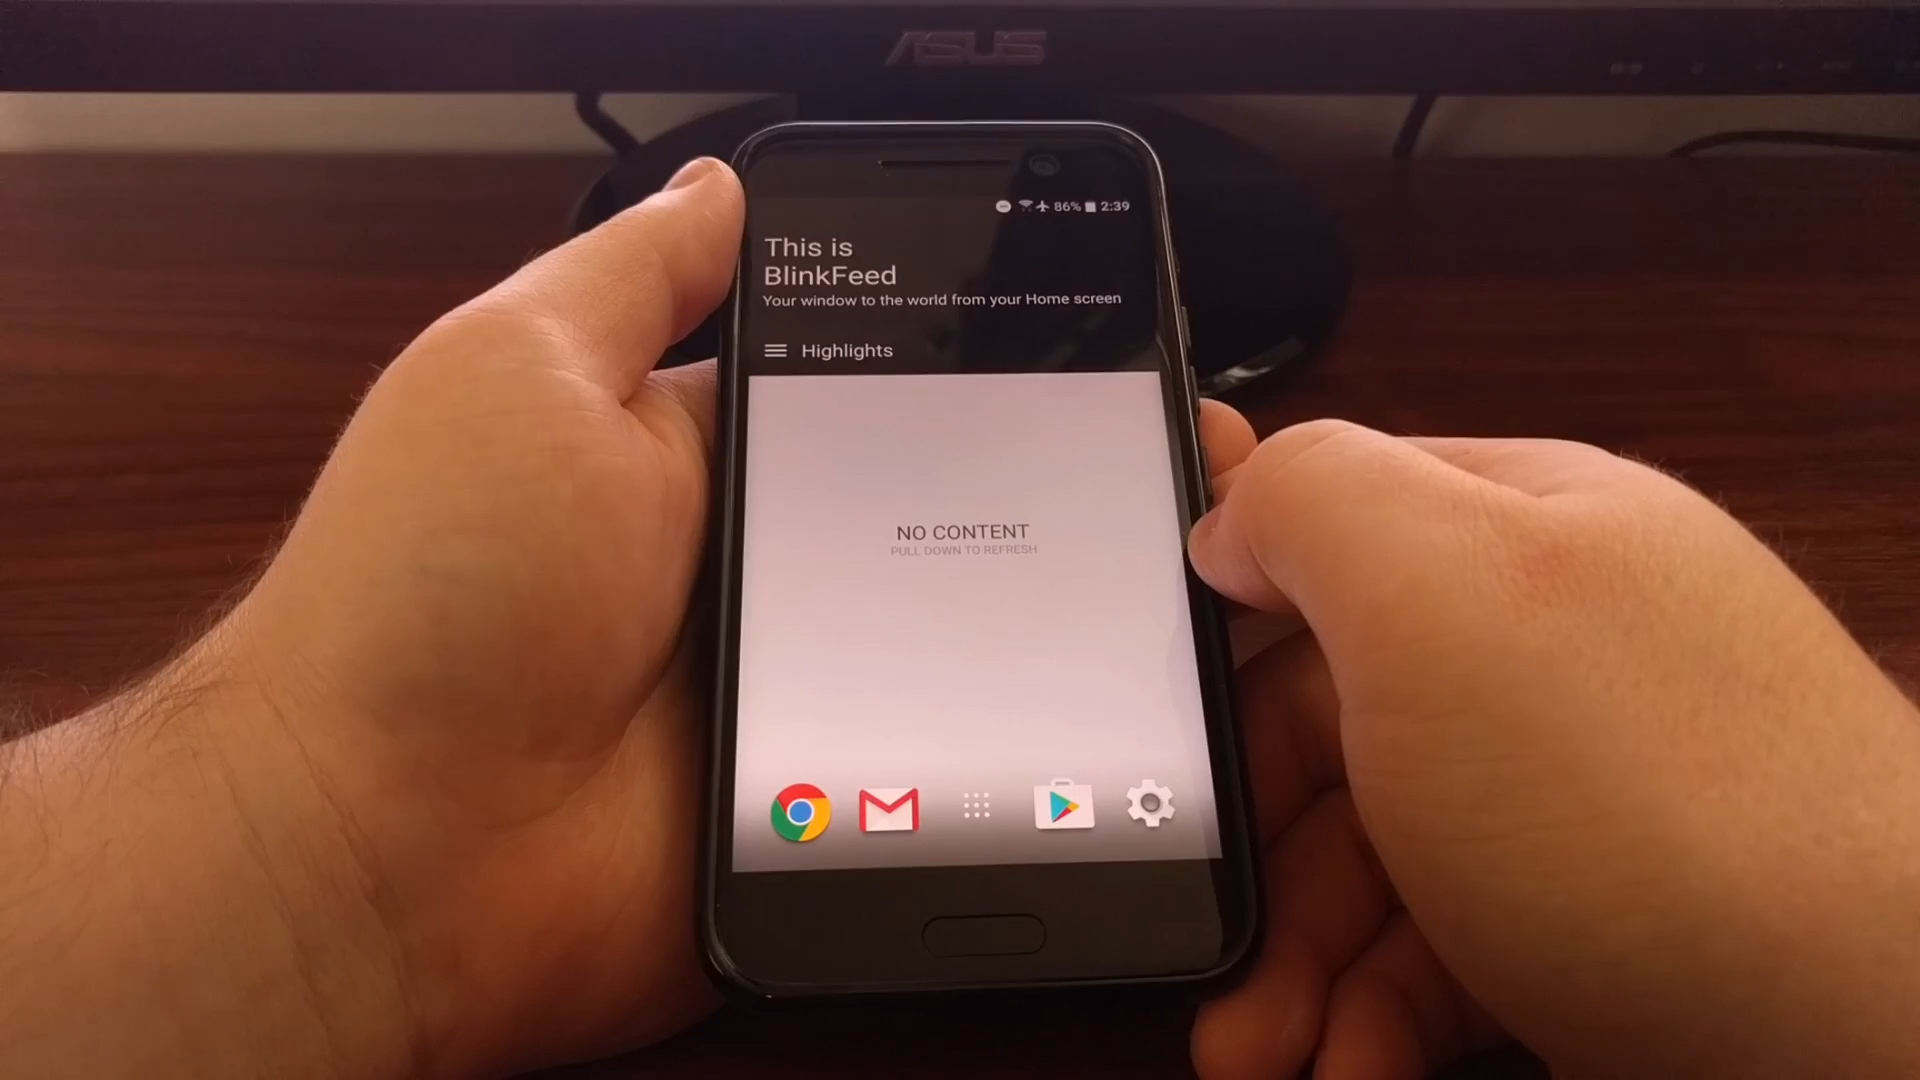 ASUS
86% 2:39
This is
BlinkFeed
Your window to the world from your Home screen
Highlights
NO CONTENT
PULL DOWN TO REFRESH